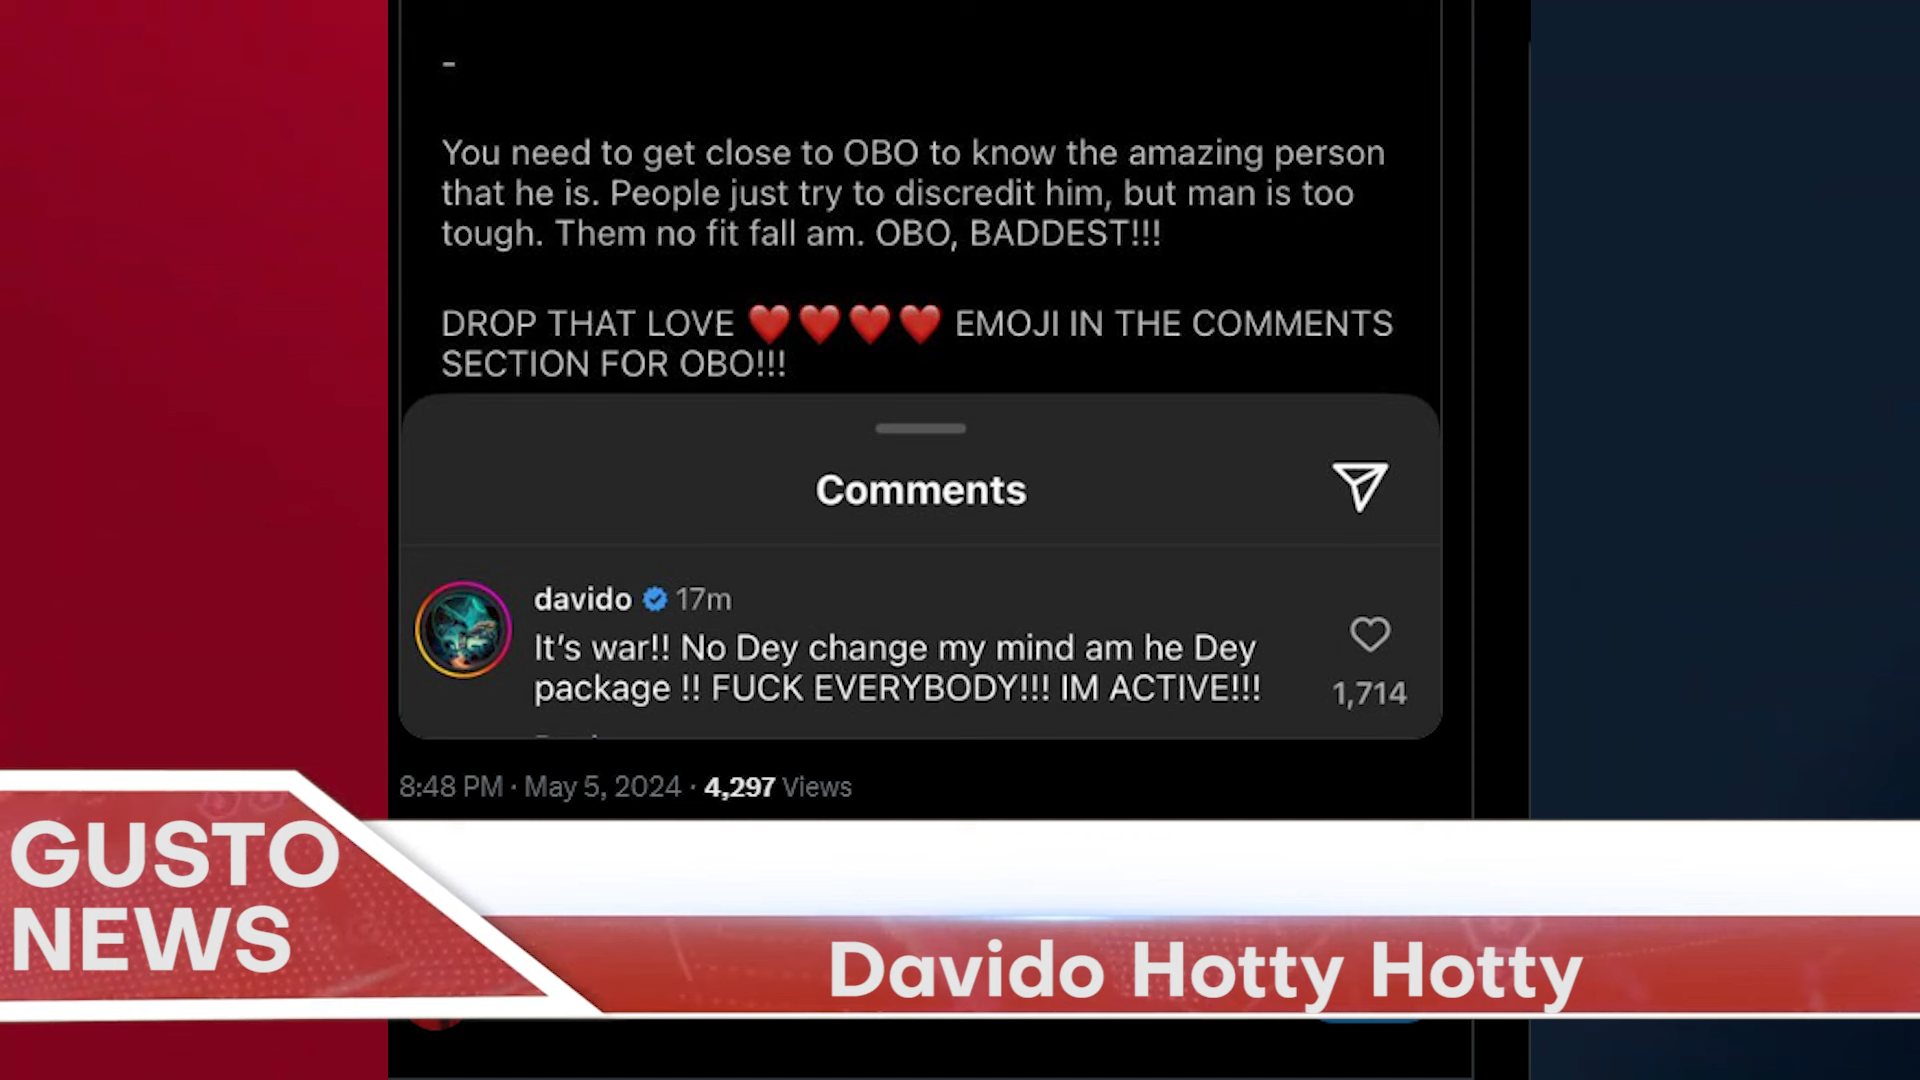 -
You need to get close to OBO to know the amazing person
that he is. People just try to discredit him, but man is too
tough. Them no fit fall am. OBO, BADDEST!!!
DROP THAT LOVE ❤️❤️❤️❤️ EMOJI IN THE COMMENTS
SECTION FOR OBO!!!
Comments
davido 17m
It’s war!! No Dey change my mind am he Dey
package !! FUCK EVERYBODY!!! IM ACTIVE!!!
1,714
8:48 PM · May 5, 2024 · 4,297 Views
GUSTO
NEWS
Davido Hotty Hotty